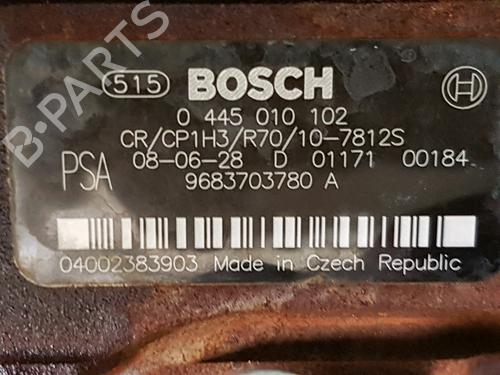 515 BOSCH
0 445 010 102
CR/CP1H3/R70/10-7812S
PSA 08-06-28 D 01171 00184
9683703780 A
04002383903 Made in Czech Republic
B-PARTS
B-PARTS